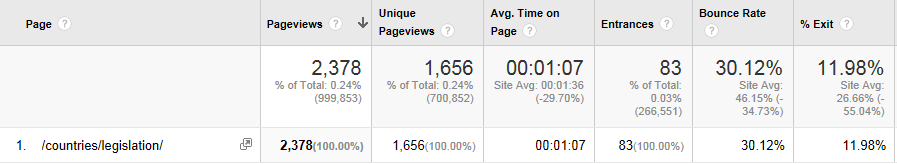 Page ?
Pageviews ?
Unique
Pageviews ?
Avg. Time on
Page ?
Entrances ?
Bounce Rate
?
% Exit ?
2,378
% of Total: 0.24%
(999,853)
1,656
% of Total: 0.24%
(700,852)
00:01:07
Site Avg: 00:01:36
(-29.70%)
83
% of Total:
0.03%
(266,551)
30.12%
Site Avg:
46.15% (-
34.73%)
11.98%
Site Avg:
26.66% (-
55.04%)
1. /countries/legislation/ 2,378(100.00%) 1,656(100.00%) 00:01:07 83(100.00%) 30.12% 11.98%